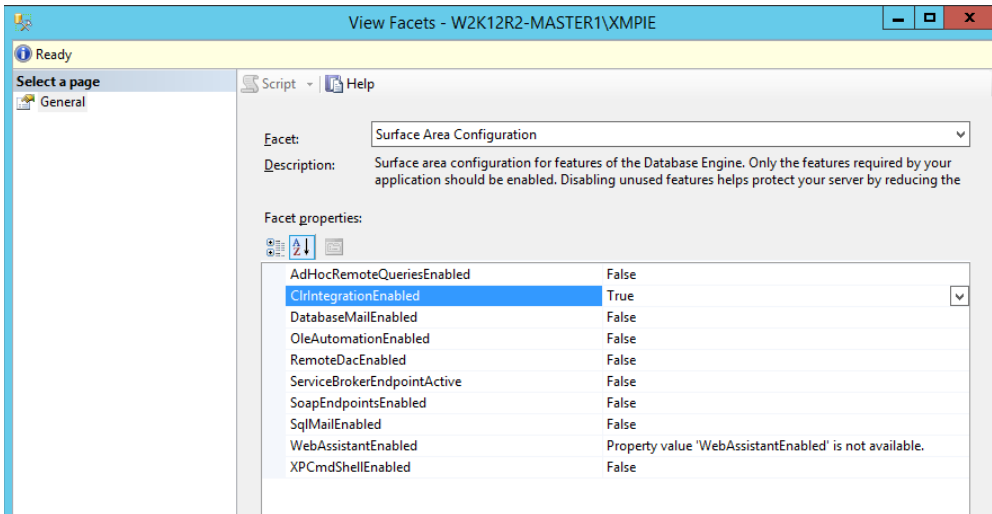 View Facets - W2K12R2-MASTER1\XMPIE
Ready
Select a page
General
Script
Help
Facet: Surface Area Configuration
Description: Surface area configuration for features of the Database Engine. Only the features required by your
application should be enabled. Disabling unused features helps protect your server by reducing the
Facet properties:
AdHocRemoteQueriesEnabled False
ClrIntegrationEnabled True
DatabaseMailEnabled False
OleAutomationEnabled False
RemoteDacEnabled False
ServiceBrokerEndpointActive False
SoapEndpointsEnabled False
SqlMailEnabled False
WebAssistantEnabled Property value 'WebAssistantEnabled' is not available.
XPCmdShellEnabled False